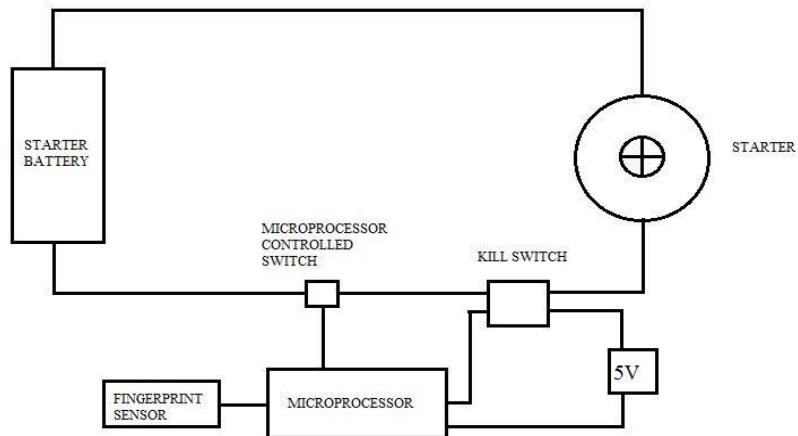 STARTER
BATTERY
STARTER
MICROPROCESSOR
CONTROLLED
SWITCH
KILL SWITCH
5V
FINGERPRINT
SENSOR
MICROPROCESSOR